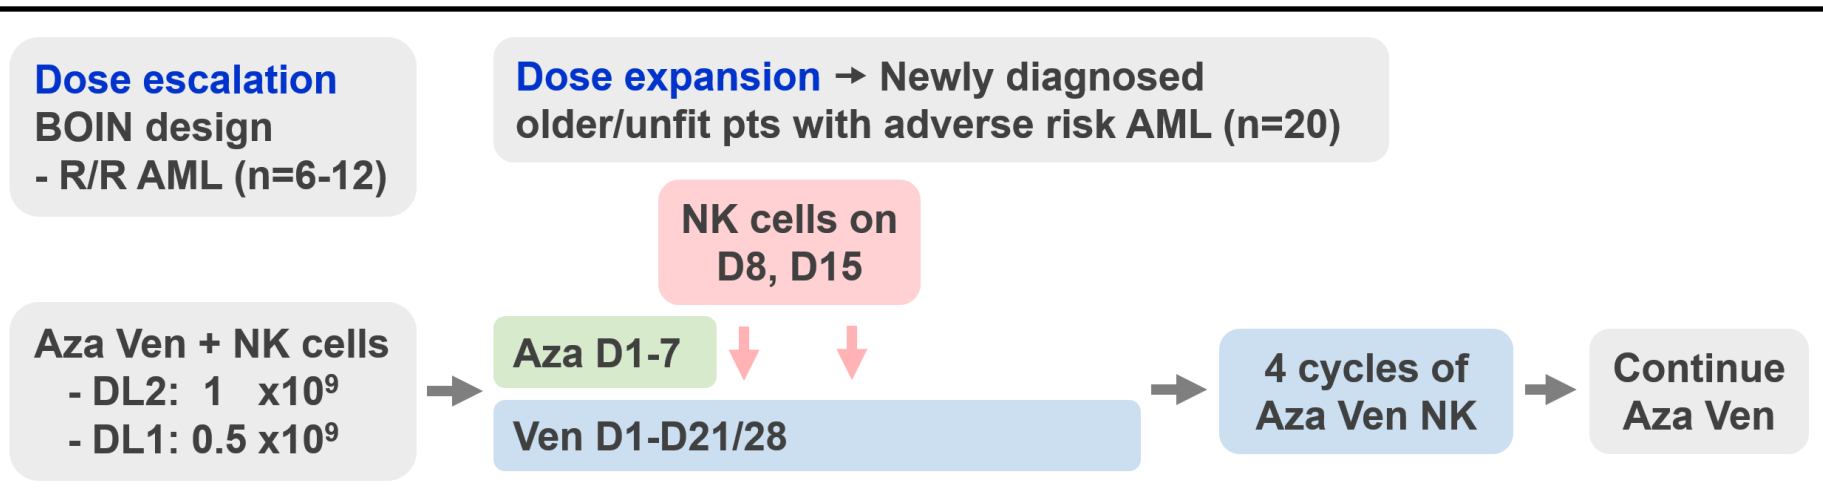 Dose escalation
BOIN design
- R/R AML (n=6-12)
Dose expansion → Newly diagnosed
older/unfit pts with adverse risk AML (n=20)
NK cells on
D8, D15
Aza Ven + NK cells
- DL2: 1 x10⁹
- DL1: 0.5 x10⁹
Aza D1-7
Ven D1-D21/28
4 cycles of
Aza Ven NK
Continue
Aza Ven